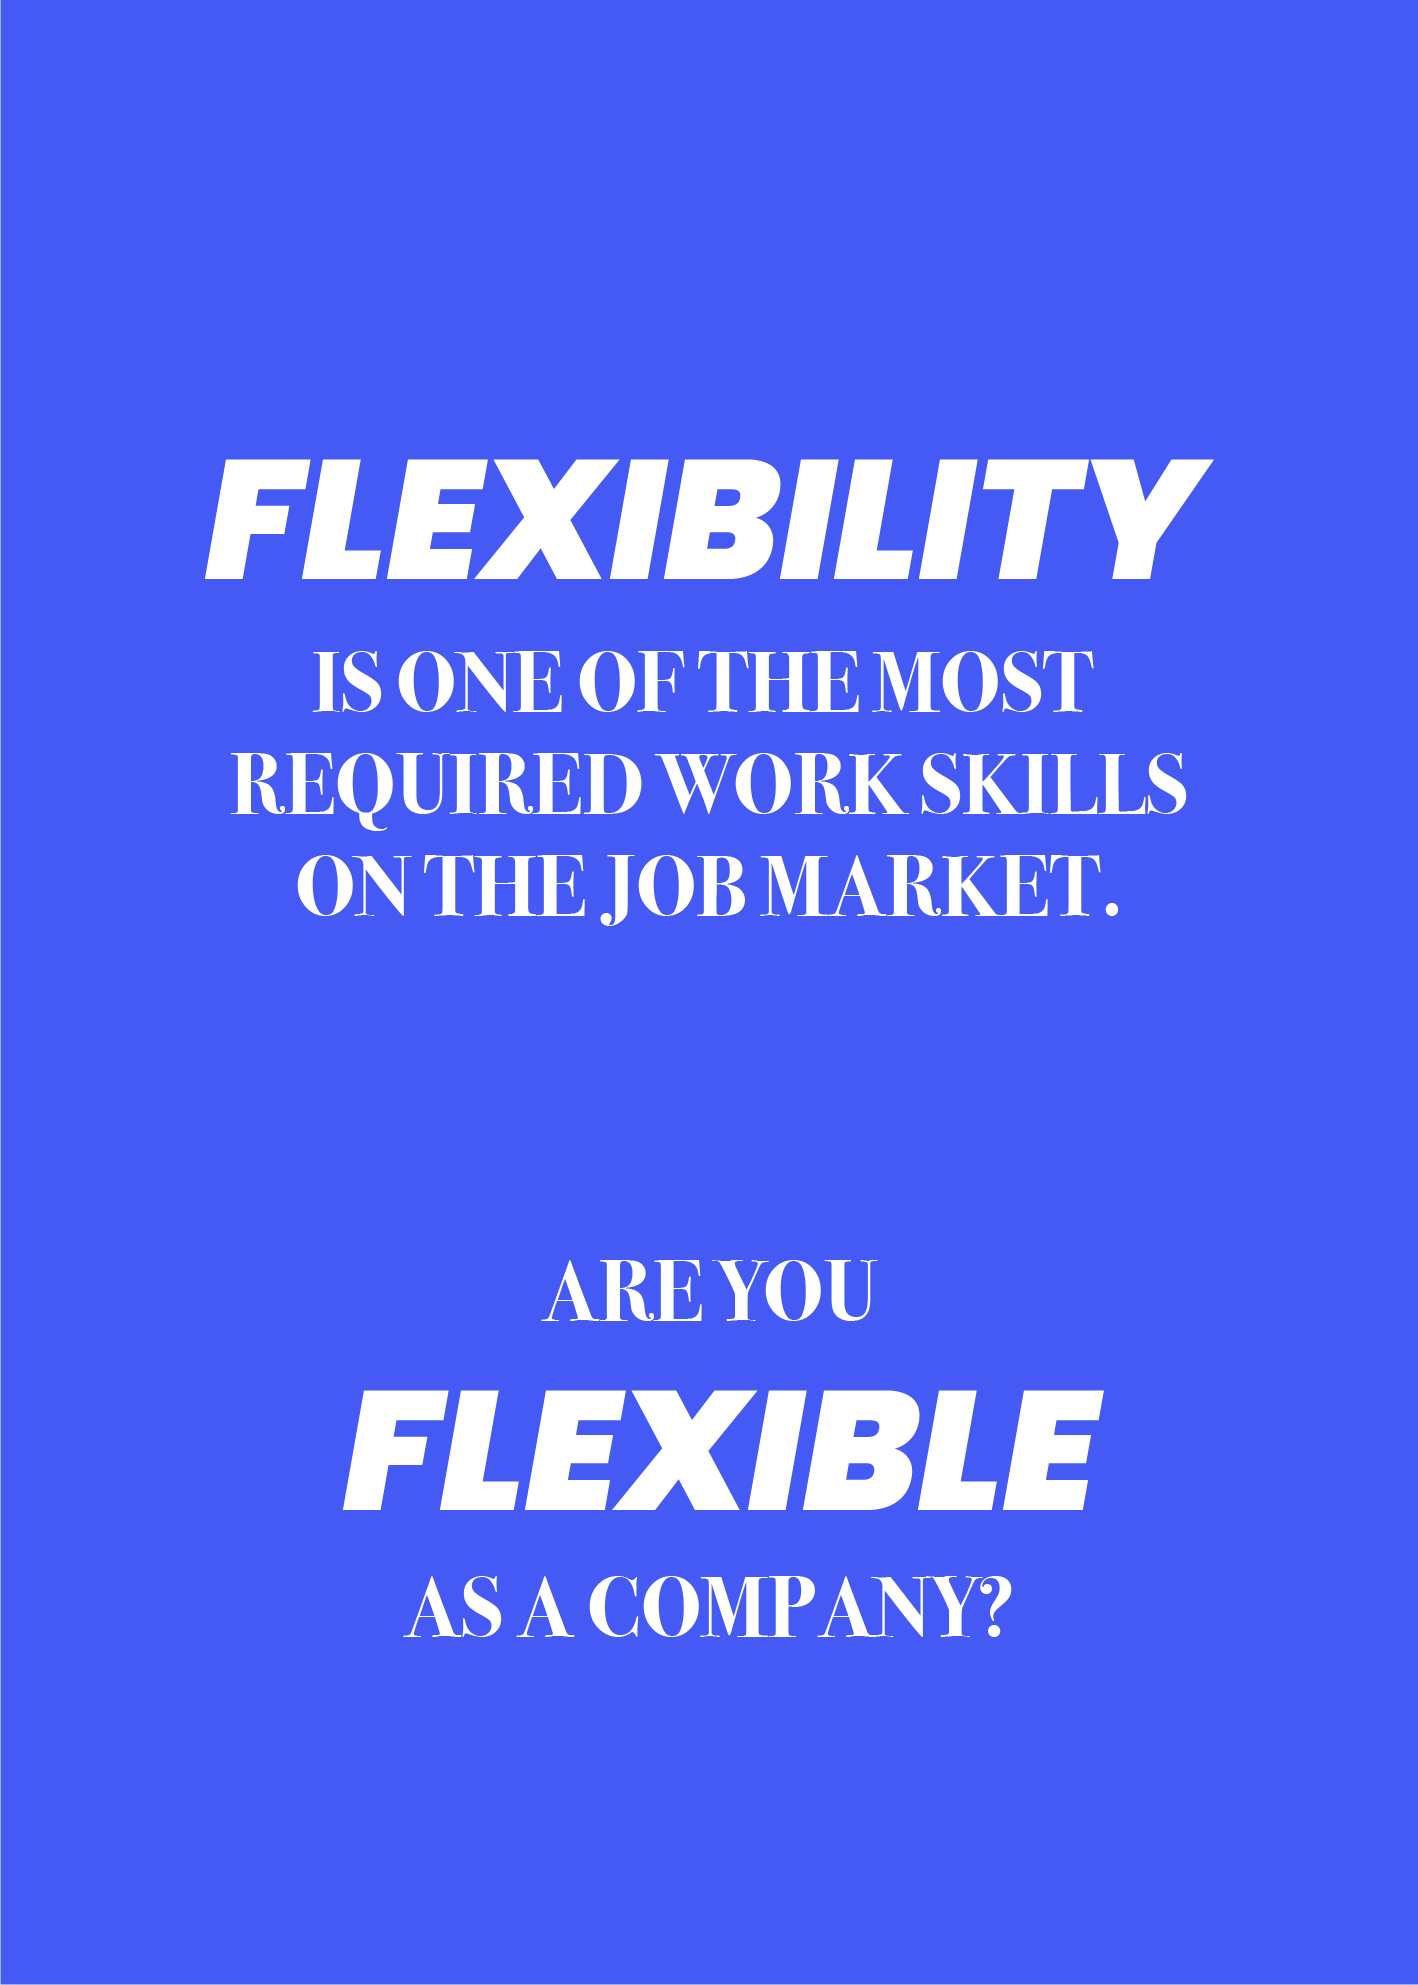 FLEXIBILITY
IS ONE OF THE MOST
REQUIRED WORK SKILLS
ON THE JOB MARKET.
ARE YOU
FLEXIBLE
AS A COMPANY?